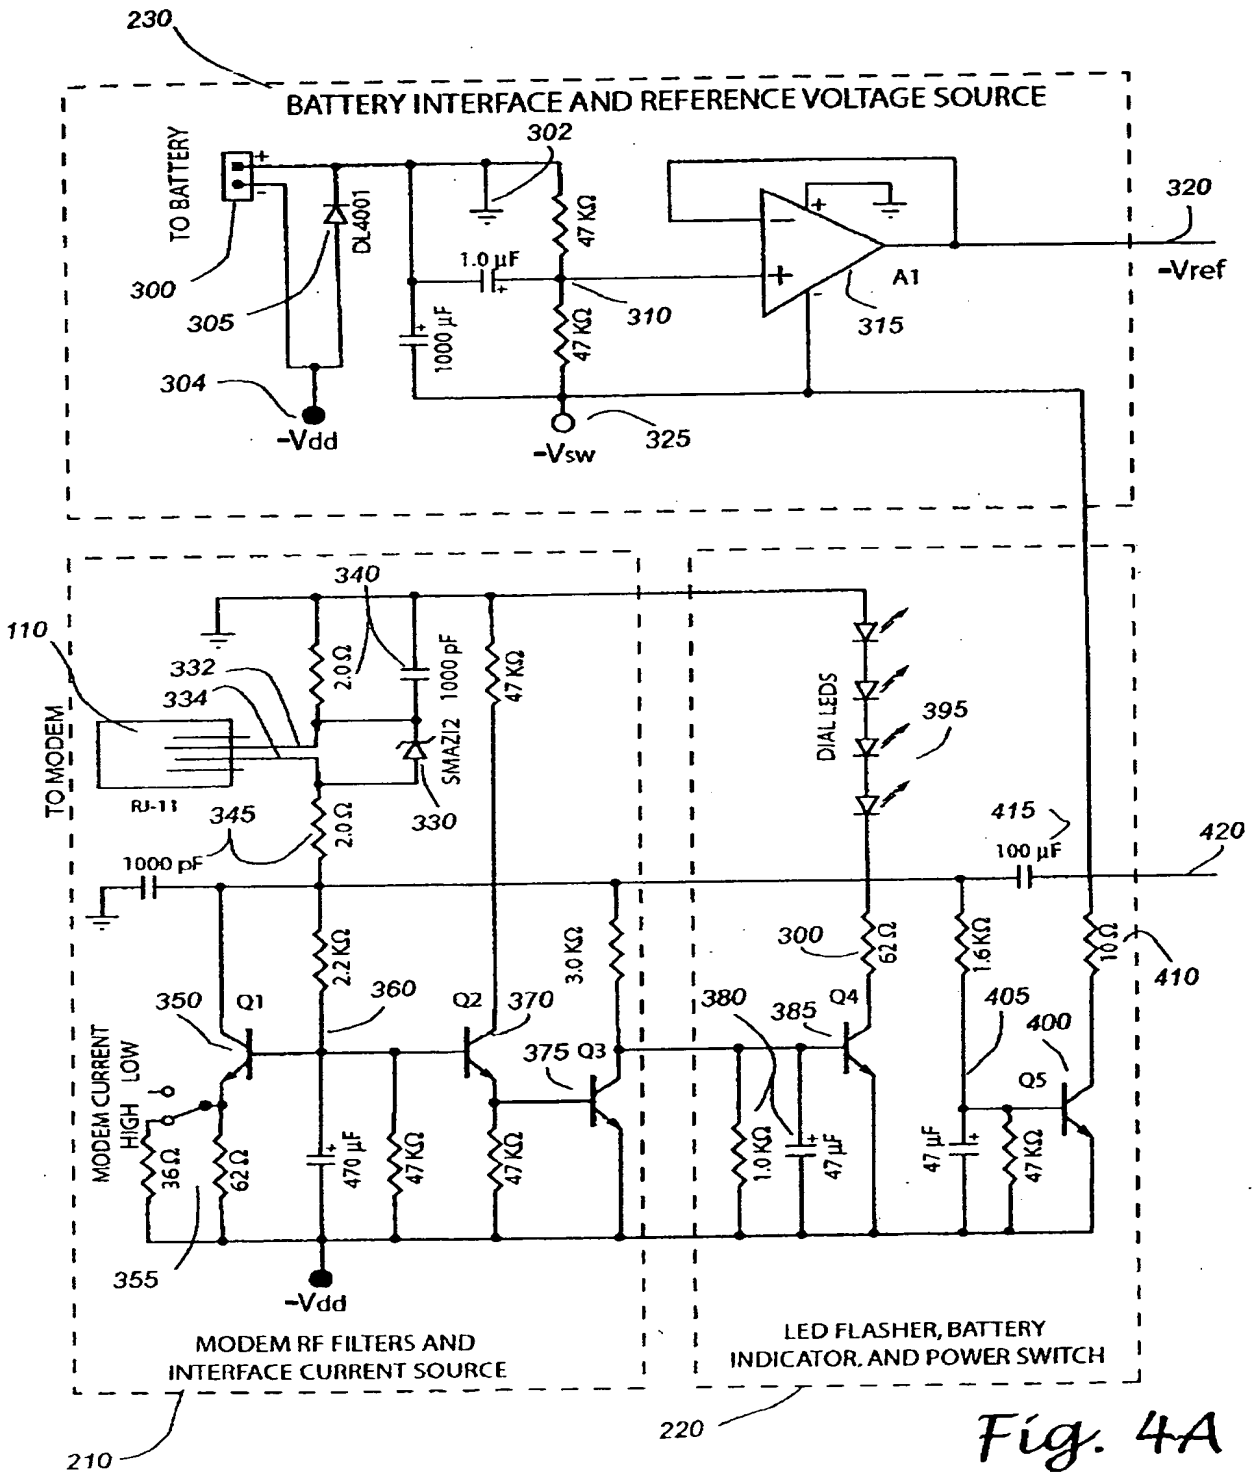 230
BATTERY INTERFACE AND REFERENCE VOLTAGE SOURCE
TO BATTERY
+
-
300
302
DL4001
305
304
-Vdd
1.0 µF
+
1000 µF
+
47 KΩ
310
47 KΩ
-Vsw
325
−
+
+
-
A1
315
320
-Vref
110
TO MODEM
RJ-11
332
334
340
2.0 Ω
1000 pF
SMAZ12
330
47 KΩ
345
2.0 Ω
1000 pF
2.2 KΩ
360
350
Q1
MODEM CURRENT
HIGH LOW
36 Ω
62 Ω
355
470 µF
+
47 KΩ
Q2
370
47 KΩ
3.0 KΩ
375
Q3
-Vdd
MODEM RF FILTERS AND
INTERFACE CURRENT SOURCE
210
DIAL LEDS
395
415
100 µF
420
300
62 Ω
1.6 KΩ
10 Ω
410
380
385
Q4
405
400
Q5
1.0 KΩ
47 µF
+
47 µF
+
47 KΩ
LED FLASHER, BATTERY
INDICATOR, AND POWER SWITCH
220
Fig. 4A